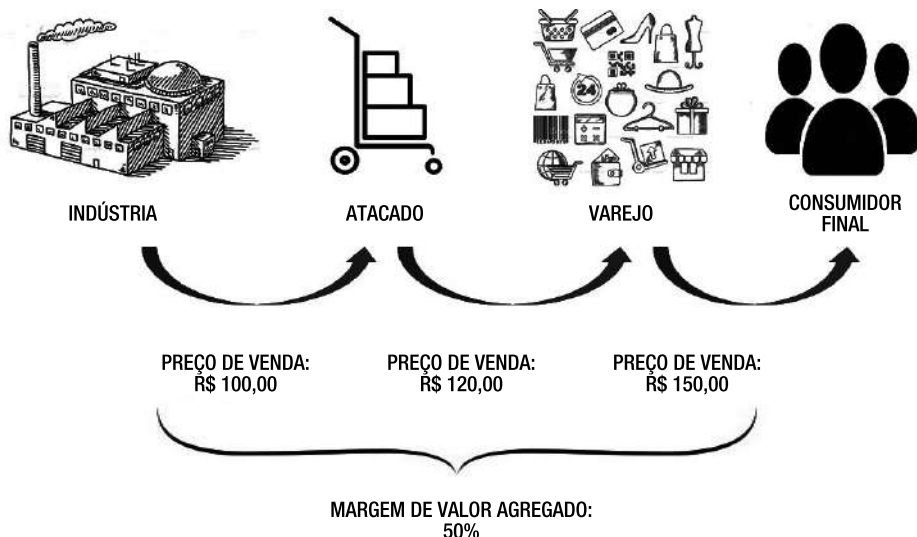 24
INDÚSTRIA
ATACADO
VAREJO
CONSUMIDOR
FINAL
PREÇO DE VENDA:
R$ 100,00
PREÇO DE VENDA:
R$ 120,00
PREÇO DE VENDA:
R$ 150,00
MARGEM DE VALOR AGREGADO:
50%